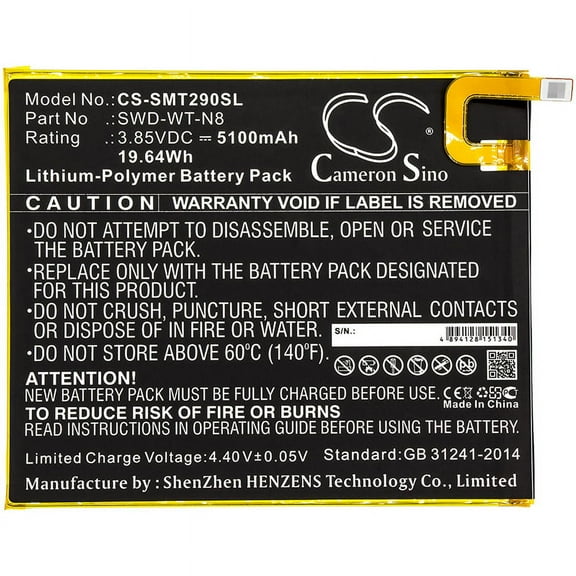 Model No.: CS-SMT290SL
Part No : SWD-WT-N8
Rating : 3.85VDC ⎓ 5100mAh
19.64Wh
Lithium-Polymer Battery Pack
CS
Cameron Sino
CAUTION WARRANTY VOID IF LABEL IS REMOVED
•DO NOT ATTEMPT TO DISASSEMBLE, OPEN OR SERVICE
THE BATTERY PACK.
•REPLACE ONLY WITH THE BATTERY PACK DESIGNATED
FOR THIS PRODUCT.
•DO NOT CRUSH, PUNCTURE, SHORT EXTERNAL CONTACTS
OR DISPOSE OF IN FIRE OR WATER.
•DO NOT STORE ABOVE 60°C (140°F).
S/N.:
4 894128 151340
ATTENTION!
NEW BATTERY MUST BE FULLY CHARGED BEFORE USE
TO REDUCE RISK OF FIRE OR BURNS
READ INSTRUCTIONS IN OPERATING YOUR BATTERY PROPERLY
CE
Made In China
Limited Charge Voltage:4.40V±0.05V Standard:GB 31241-2014
Manufacture by : ShenZhen HENZENS Technology Co., Limited